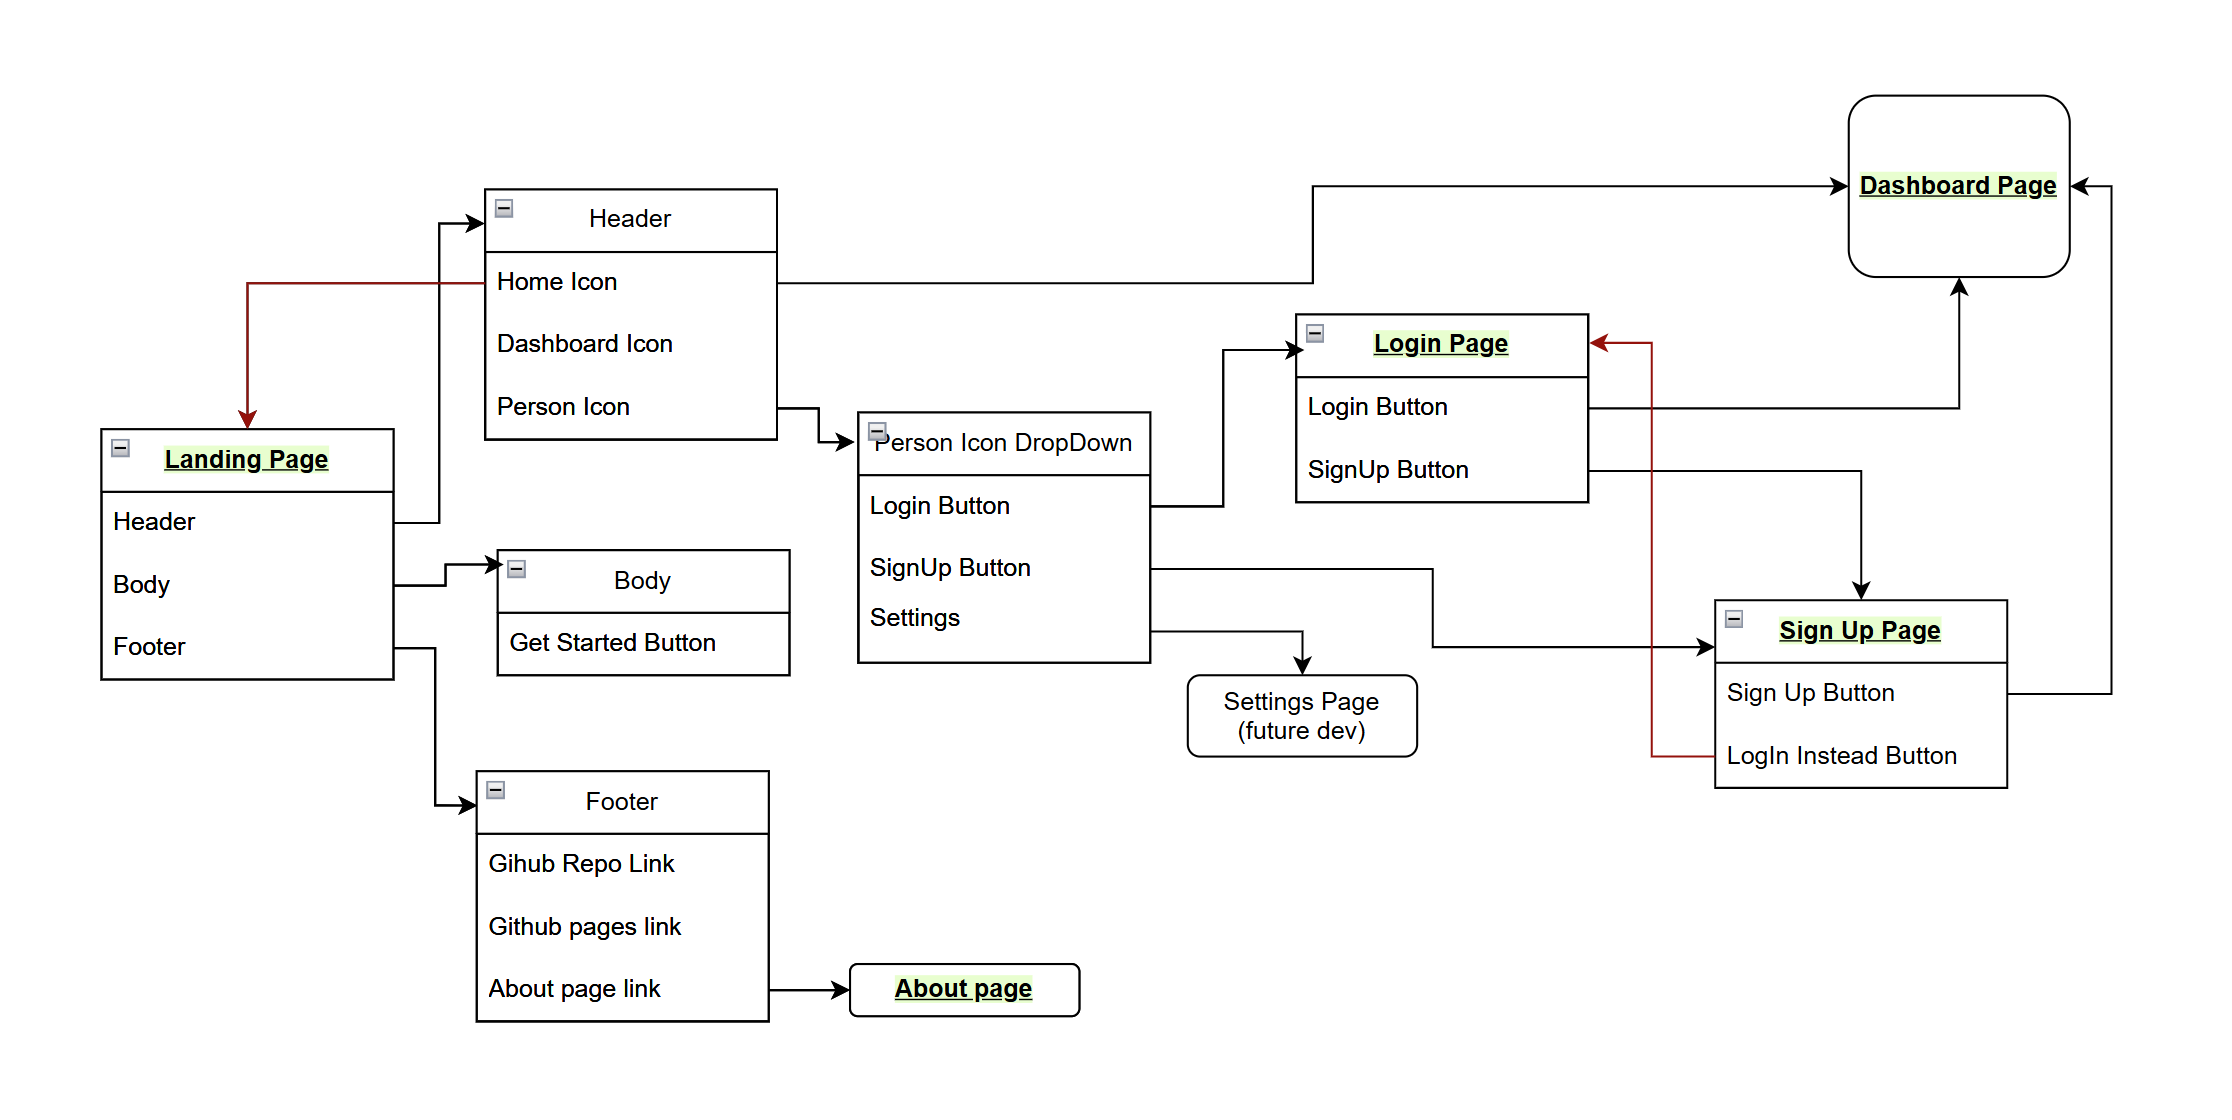 Landing Page
Header
Body
Footer
Header
Home Icon
Dashboard Icon
Person Icon
Body
Get Started Button
Footer
Gihub Repo Link
Github pages link
About page link
About page
Person Icon DropDown
Login Button
SignUp Button
Settings
Settings Page
(future dev)
Login Page
Login Button
SignUp Button
Dashboard Page
Sign Up Page
Sign Up Button
LogIn Instead Button